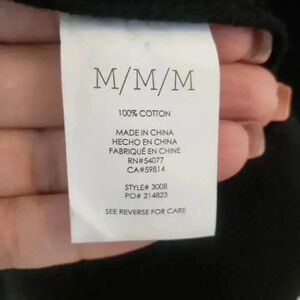 M/M/M
100% COTTON
MADE IN CHINA
HECHO EN CHINA
FABRIQUÉ EN CHINE
RN#54077
CA#59814
STYLE# 3008
PO# 214823
SEE REVERSE FOR CARE